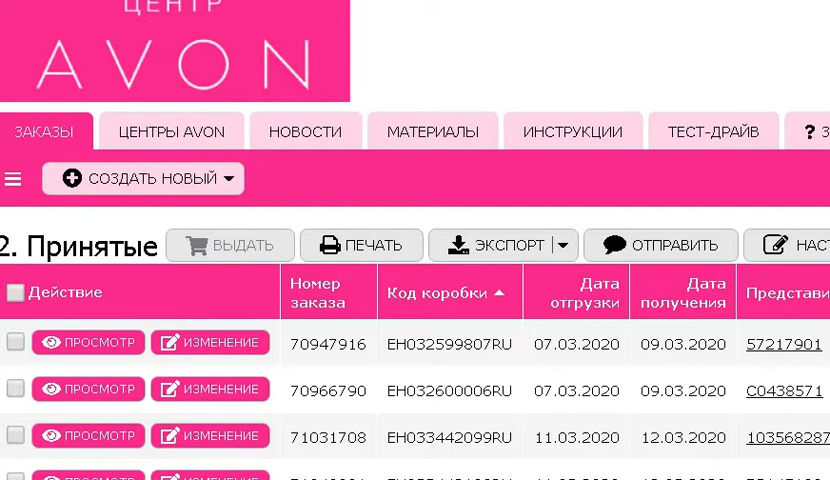 ЦЕНТР
AVON
ЗАКАЗЫ ЦЕНТРЫ AVON НОВОСТИ МАТЕРИАЛЫ ИНСТРУКЦИИ ТЕСТ-ДРАЙВ ?
СОЗДАТЬ НОВЫЙ
2. Принятые ВЫДАТЬ ПЕЧАТЬ ЭКСПОРТ ОТПРАВИТЬ НАСТ
Действие Номер заказа Код коробки Дата отгрузки Дата получения Представи
ПРОСМОТР ИЗМЕНЕНИЕ 70947916 EH032599807RU 07.03.2020 09.03.2020 57217901
ПРОСМОТР ИЗМЕНЕНИЕ 70966790 EH032600006RU 07.03.2020 09.03.2020 C0438571
ПРОСМОТР ИЗМЕНЕНИЕ 71031708 EH033442099RU 11.03.2020 12.03.2020 103568287